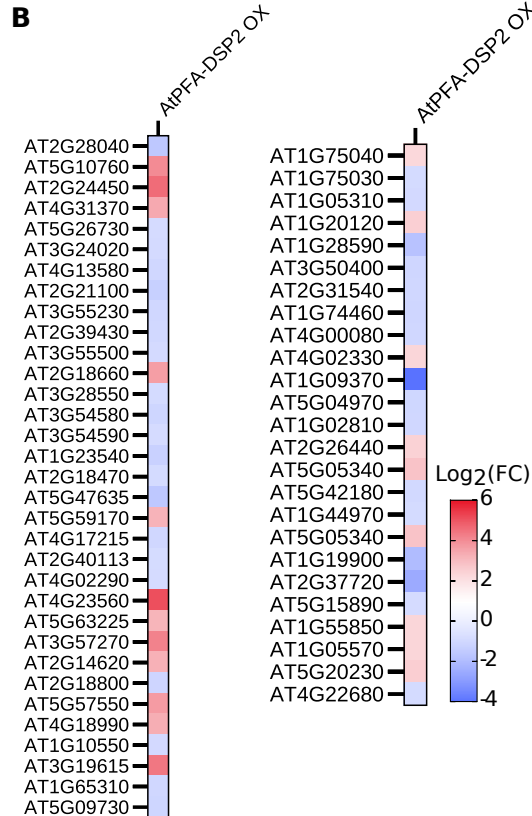 B
AtPFA-DSP2 OX
AT2G28040
AT5G10760
AT2G24450
AT4G31370
AT5G26730
AT3G24020
AT4G13580
AT2G21100
AT3G55230
AT2G39430
AT3G55500
AT2G18660
AT3G28550
AT3G54580
AT3G54590
AT1G23540
AT2G18470
AT5G47635
AT5G59170
AT4G17215
AT2G40113
AT4G02290
AT4G23560
AT5G63225
AT3G57270
AT2G14620
AT2G18800
AT5G57550
AT4G18990
AT1G10550
AT3G19615
AT1G65310
AT5G09730
AtPFA-DSP2 OX
AT1G75040
AT1G75030
AT1G05310
AT1G20120
AT1G28590
AT3G50400
AT2G31540
AT1G74460
AT4G00080
AT4G02330
AT1G09370
AT5G04970
AT1G02810
AT2G26440
AT5G05340
AT5G42180
AT1G44970
AT5G05340
AT1G19900
AT2G37720
AT5G15890
AT1G55850
AT1G05570
AT5G20230
AT4G22680
Log2(FC)
6
4
2
0
-2
-4